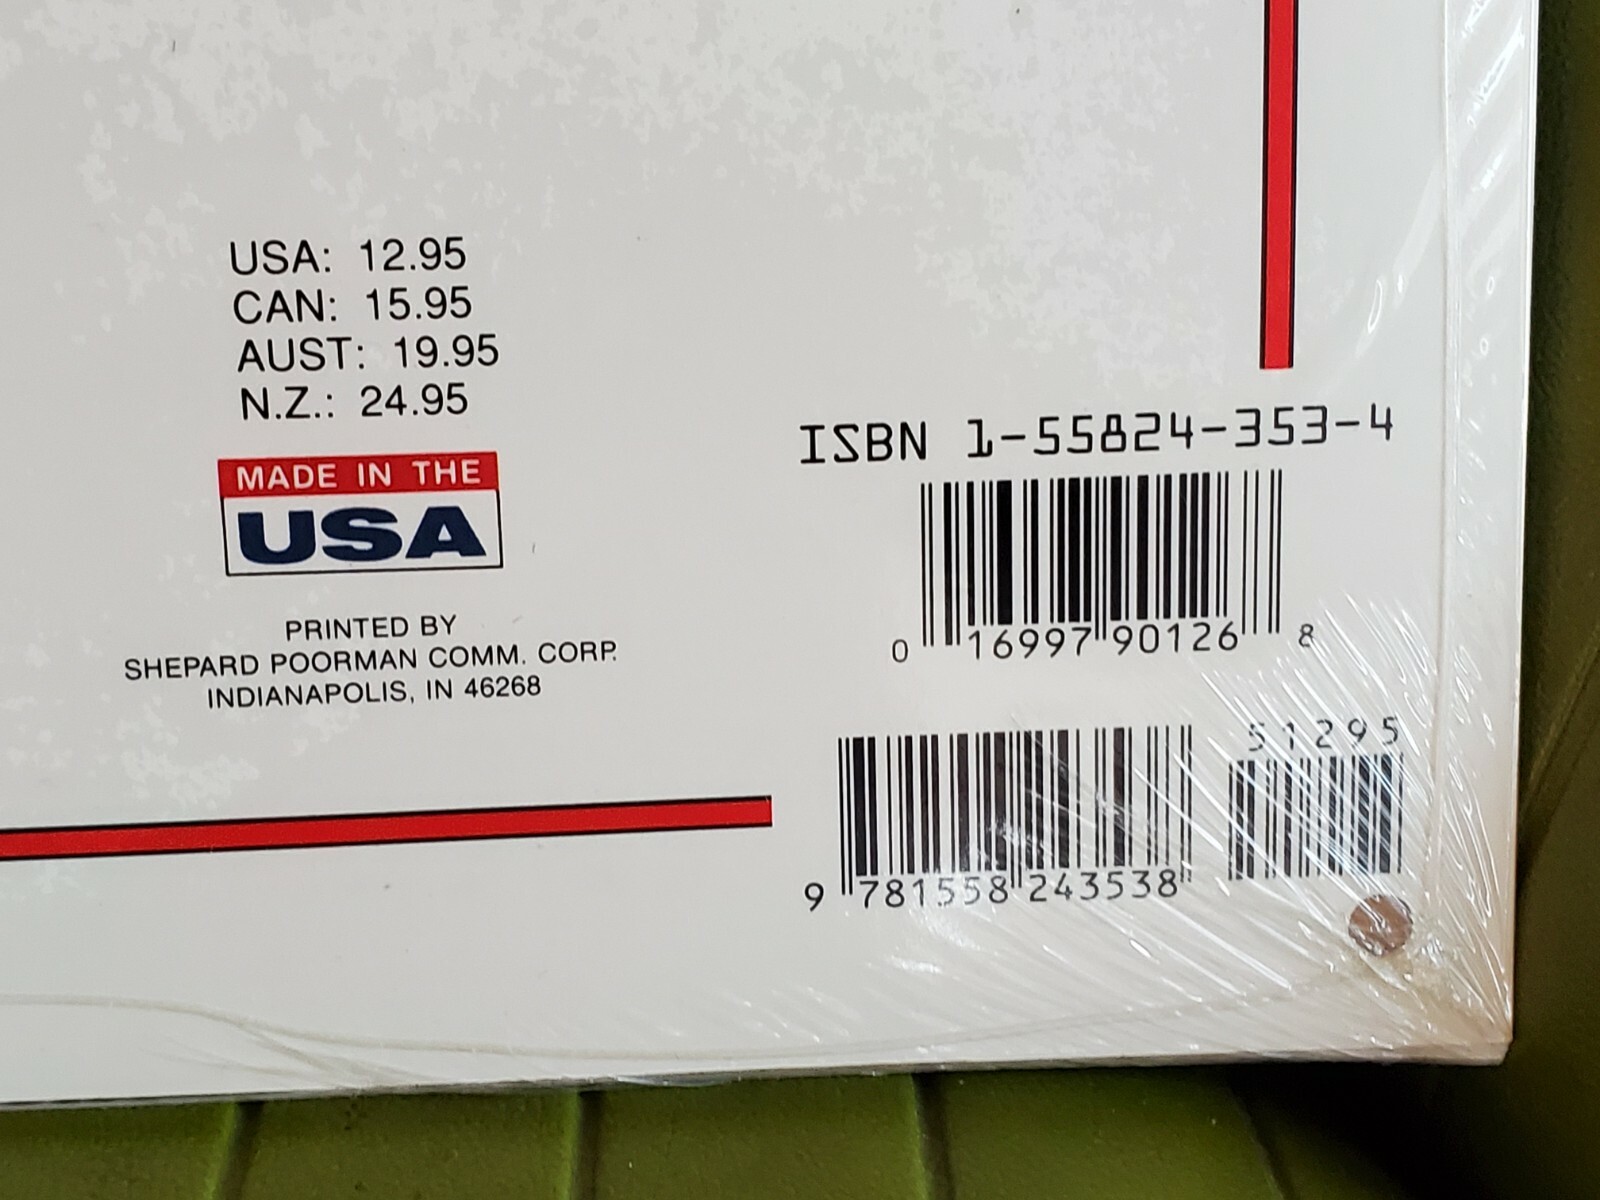 USA: 12.95
CAN: 15.95
AUST: 19.95
N.Z.: 24.95
MADE IN THE
USA
PRINTED BY
SHEPARD POORMAN COMM. CORP.
INDIANAPOLIS, IN 46268
ISBN 1-55824-353-4
0 16997 90126 8
51295
9 781558 243538